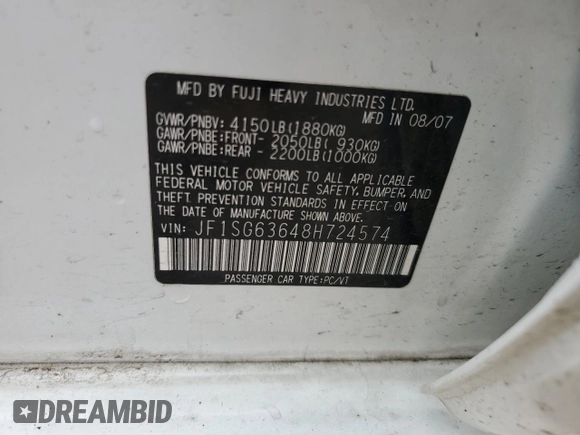 MFD BY FUJI HEAVY INDUSTRIES LTD.
MFD IN 08/07
GVWR/PNBV: 4150LB(1880KG)
GAWR/PNBE:FRONT- 2050LB( 930KG)
GAWR/PNBE:REAR - 2200LB(1000KG)
THIS VEHICLE CONFORMS TO ALL APPLICABLE
FEDERAL MOTOR VEHICLE SAFETY, BUMPER, AND
THEFT PREVENTION STANDARDS IN EFFECT ON THE
DATE OF MANUFACTURE SHOWN ABOVE.
VIN: JF1SG63648H724574
PASSENGER CAR TYPE:PC/VT
DREAMBID